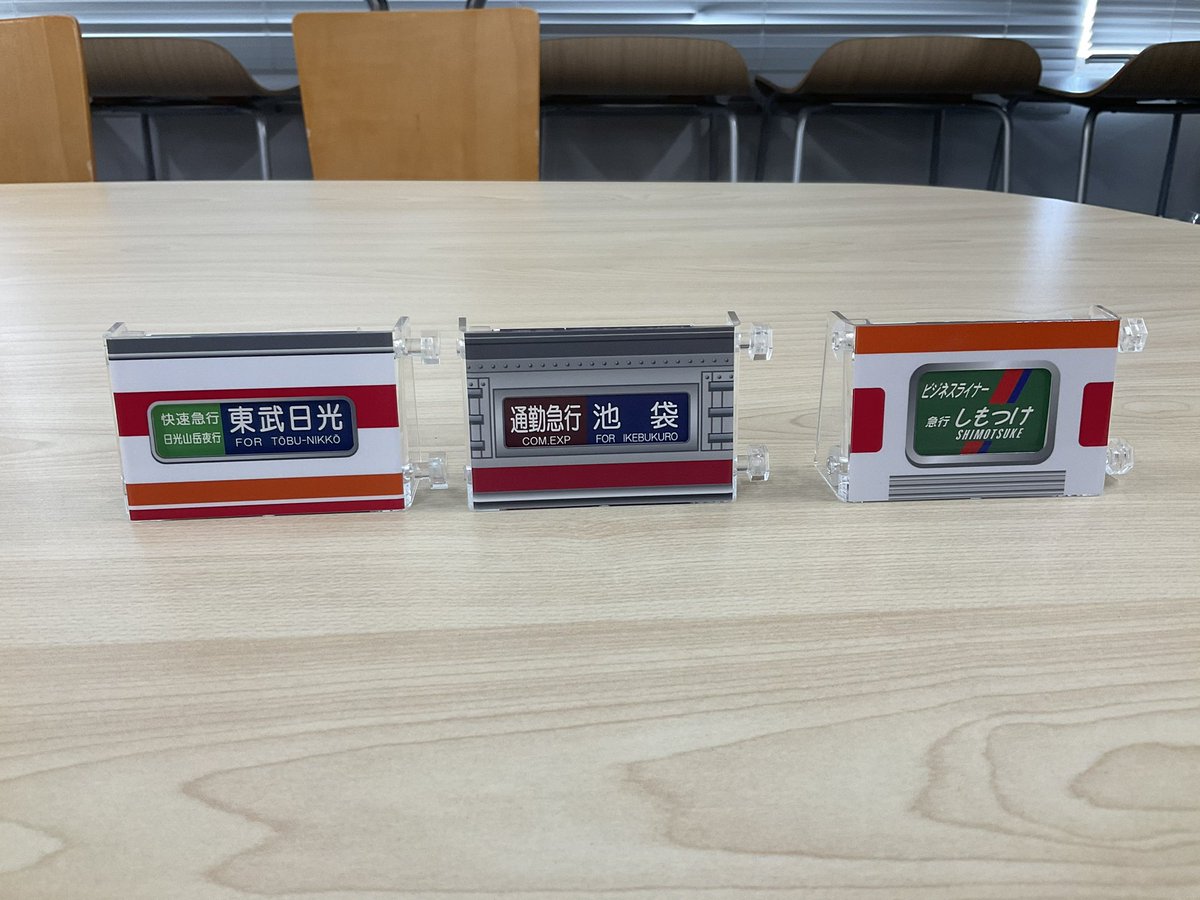 快速急行
日光山岳夜行
東武日光
FOR TŌBU-NIKKŌ
通勤急行
COM.EXP
池袋
FOR IKEBUKURO
ビジネスライナー
急行 しもつけ
SHIMOTSUKE